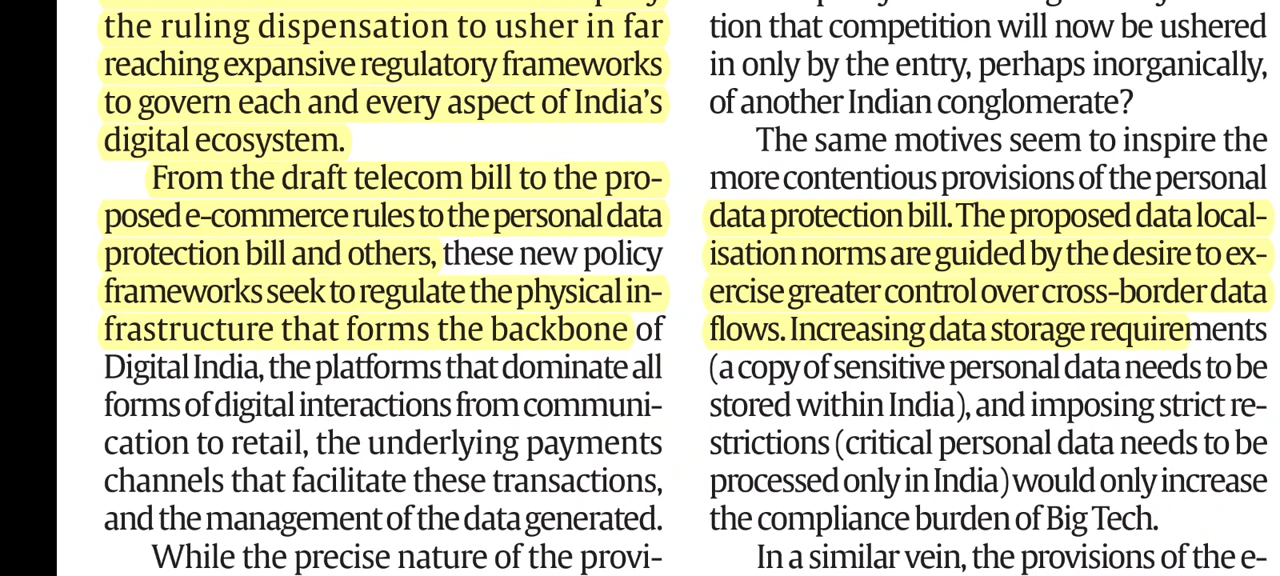 the ruling dispensation to usher in far
reaching expansive regulatory frameworks
to govern each and every aspect of India’s
digital ecosystem.
From the draft telecom bill to the pro-
posed e-commerce rules to the personal data
protection bill and others, these new policy
frameworks seek to regulate the physical in-
frastructure that forms the backbone of
Digital India, the platforms that dominate all
forms of digital interactions from communi-
cation to retail, the underlying payments
channels that facilitate these transactions,
and the management of the data generated.
While the precise nature of the provi-
tion that competition will now be ushered
in only by the entry, perhaps inorganically,
of another Indian conglomerate?
The same motives seem to inspire the
more contentious provisions of the personal
data protection bill. The proposed data local-
isation norms are guided by the desire to ex-
ercise greater control over cross-border data
flows. Increasing data storage requirements
(a copy of sensitive personal data needs to be
stored within India), and imposing strict re-
strictions (critical personal data needs to be
processed only in India) would only increase
the compliance burden of Big Tech.
In a similar vein, the provisions of the e-